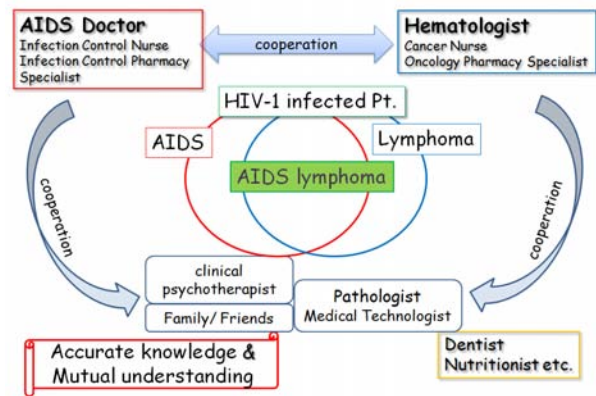 AIDS Doctor
Infection Control Nurse
Infection Control Pharmacy
Specialist
cooperation
Hematologist
Cancer Nurse
Oncology Pharmacy Specialist
HIV-1 infected Pt.
AIDS
Lymphoma
AIDS lymphoma
cooperation
cooperation
clinical
psychotherapist
Family/ Friends
Pathologist
Medical Technologist
Accurate knowledge &
Mutual understanding
Dentist
Nutritionist etc.